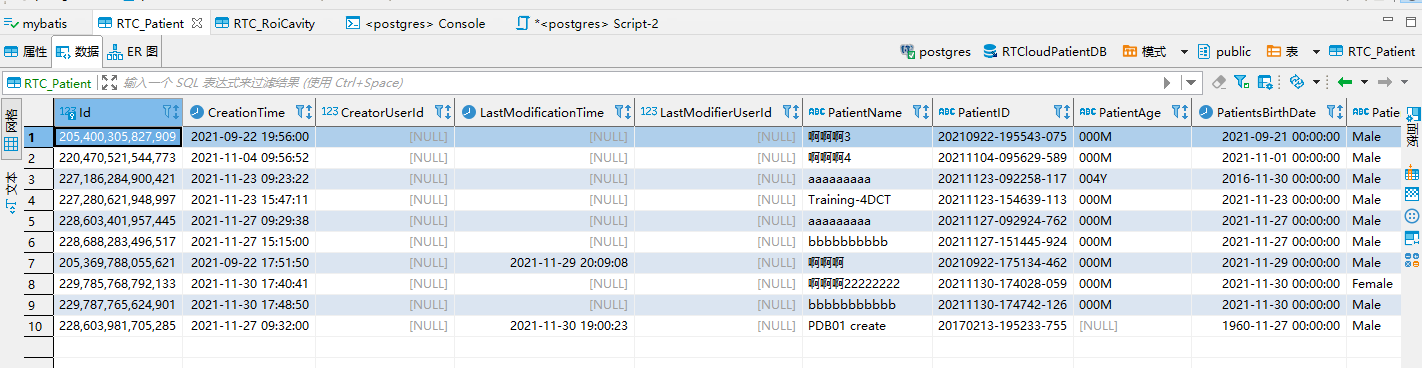 mybatis RTC_Patient RTC_RoiCavity <postgres> Console *<postgres> Script-2
属性 数据 ER 图 postgres RTCloudPatientDB 模式 public 表 RTC_Patient
RTC_Patient 输入一个 SQL 表达式来过滤结果 (使用 Ctrl+Space)
网格
文本
面板
123 Id CreationTime 123 CreatorUserId LastModificationTime 123 LastModifierUserId ABC PatientName ABC PatientID ABC PatientAge PatientsBirthDate ABC Patie
1 205,400,305,827,909 2021-09-22 19:56:00 [NULL] [NULL] [NULL] 啊啊啊3 20210922-195543-075 000M 2021-09-21 00:00:00 Male
2 220,470,521,544,773 2021-11-04 09:56:52 [NULL] [NULL] [NULL] 啊啊啊4 20211104-095629-589 000M 2021-11-01 00:00:00 Male
3 227,186,284,900,421 2021-11-23 09:23:22 [NULL] [NULL] [NULL] aaaaaaaaa 20211123-092258-117 004Y 2016-11-30 00:00:00 Male
4 227,280,621,948,997 2021-11-23 15:47:11 [NULL] [NULL] [NULL] Training-4DCT 20211123-154639-113 000M 2021-11-23 00:00:00 Male
5 228,603,401,957,445 2021-11-27 09:29:38 [NULL] [NULL] [NULL] aaaaaaaaa 20211127-092924-762 000M 2021-11-27 00:00:00 Male
6 228,688,283,496,517 2021-11-27 15:15:00 [NULL] [NULL] [NULL] bbbbbbbbbb 20211127-151445-924 000M 2021-11-27 00:00:00 Male
7 205,369,788,055,621 2021-09-22 17:51:50 [NULL] 2021-11-29 20:09:08 [NULL] 啊啊啊 20210922-175134-462 000M 2021-11-29 00:00:00 Male
8 229,785,768,792,133 2021-11-30 17:40:41 [NULL] [NULL] [NULL] 啊啊啊22222222 20211130-174028-059 000M 2021-11-30 00:00:00 Female
9 229,787,765,624,901 2021-11-30 17:48:50 [NULL] [NULL] [NULL] bbbbbbbbbbb 20211130-174742-126 000M 2021-11-30 00:00:00 Male
10 228,603,981,705,285 2021-11-27 09:32:00 [NULL] 2021-11-30 19:00:23 [NULL] PDB01 create 20170213-195233-755 [NULL] 1960-11-27 00:00:00 Male